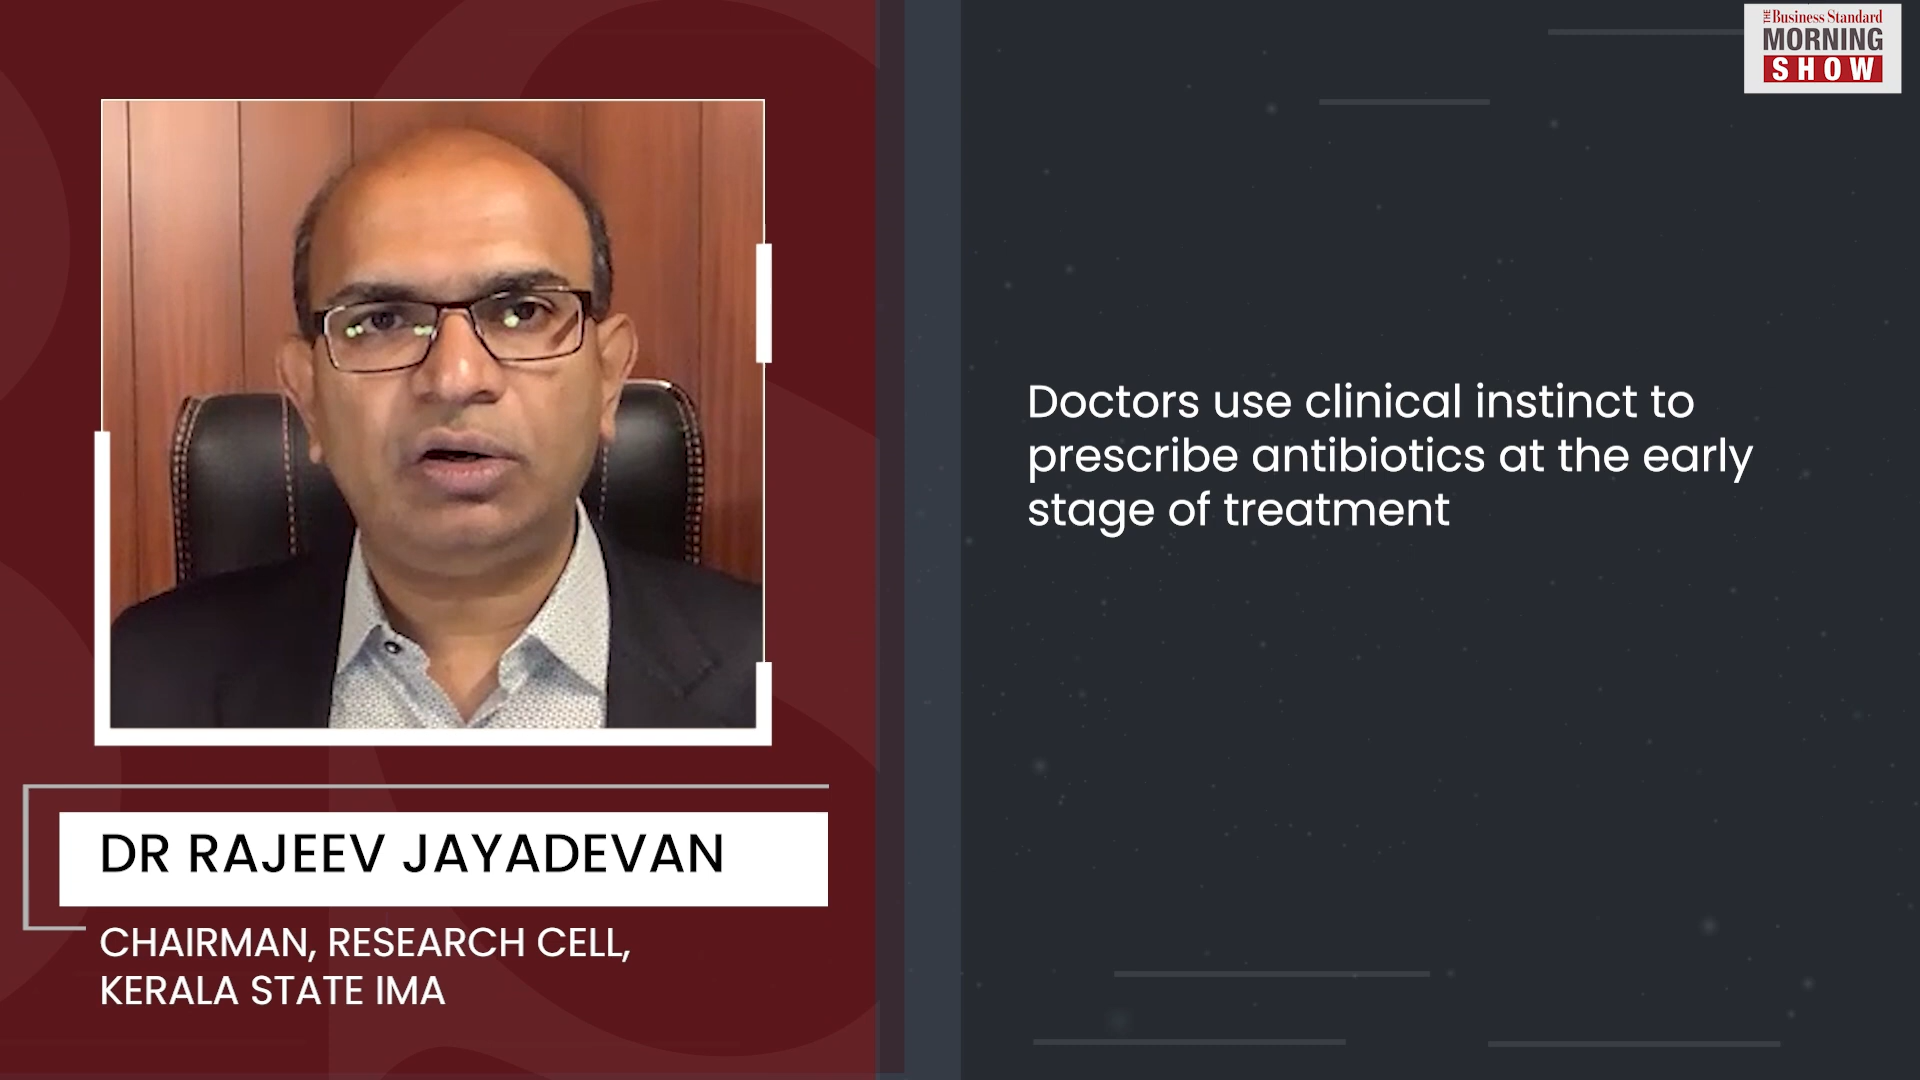 THE Business Standard
MORNING
SHOW
Doctors use clinical instinct to
prescribe antibiotics at the early
stage of treatment
DR RAJEEV JAYADEVAN
CHAIRMAN, RESEARCH CELL,
KERALA STATE IMA